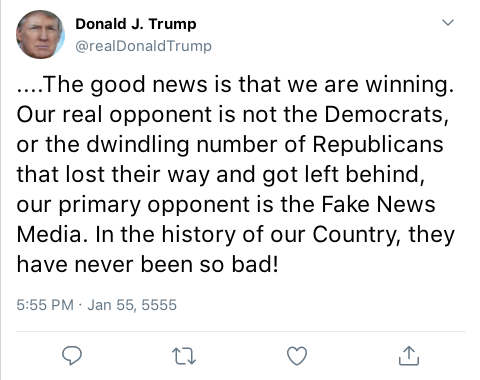 Donald J. Trump
@realDonaldTrump
....The good news is that we are winning.
Our real opponent is not the Democrats,
or the dwindling number of Republicans
that lost their way and got left behind,
our primary opponent is the Fake News
Media. In the history of our Country, they
have never been so bad!
5:55 PM · Jan 55, 5555